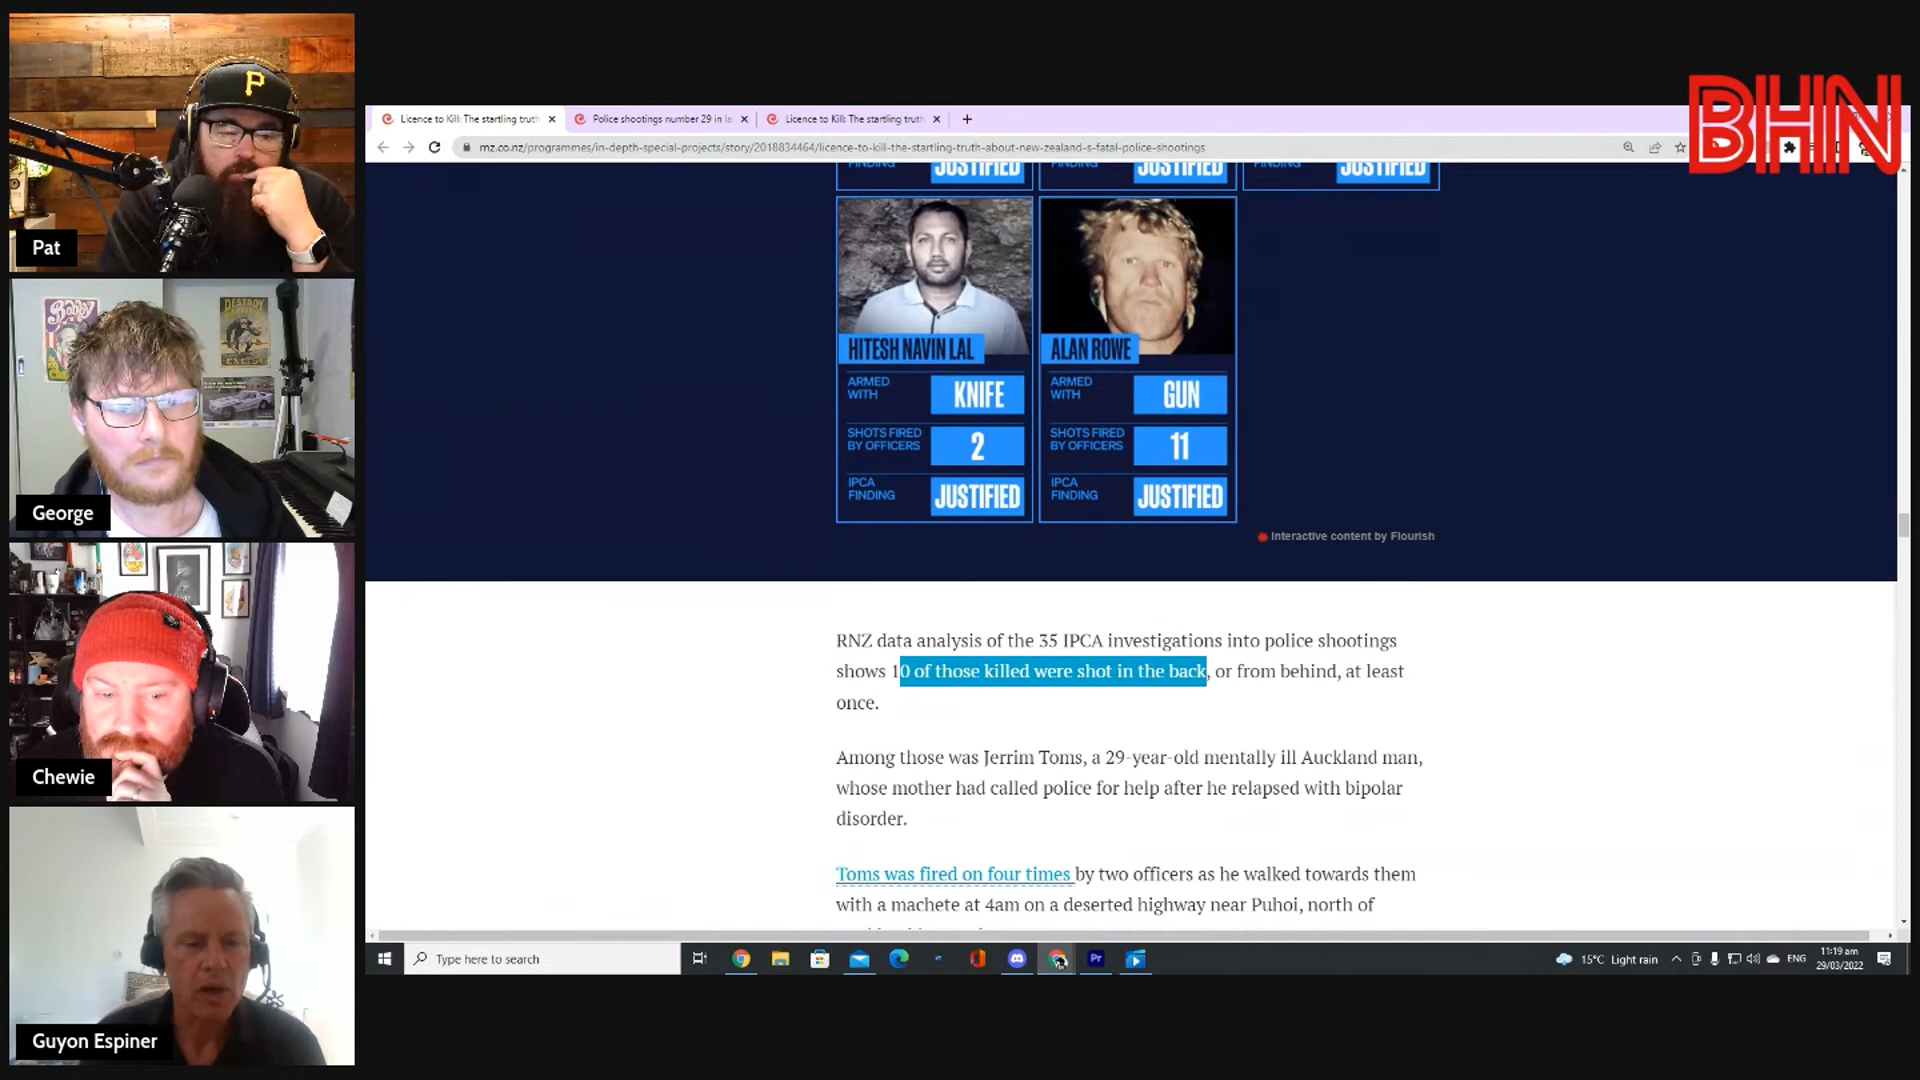 P
Pat
Bobby
DESTROY
George
Chewie
Guyon Espiner
BHN
Licence to Kill: The startling truth
Police shootings number 29 in
Licence to Kill: The startling truth
rnz.co.nz/programmes/in-depth-special-projects/story/2018834464/licence-to-kill-the-startling-truth-about-new-zealand-s-fatal-police-shootings
FINDING JUSTIFIED
FINDING JUSTIFIED
FINDING JUSTIFIED
HITESH NAVIN LAL
ARMED
WITH
KNIFE
SHOTS FIRED
BY OFFICERS
2
IPCA
FINDING
JUSTIFIED
ALAN ROWE
ARMED
WITH
GUN
SHOTS FIRED
BY OFFICERS
11
IPCA
FINDING
JUSTIFIED
Interactive content by Flourish
RNZ data analysis of the 35 IPCA investigations into police shootings
shows 10 of those killed were shot in the back, or from behind, at least
once.
Among those was Jerrim Toms, a 29-year-old mentally ill Auckland man,
whose mother had called police for help after he relapsed with bipolar
disorder.
Toms was fired on four times by two officers as he walked towards them
with a machete at 4am on a deserted highway near Puhoi, north of
Type here to search
Pr
15°C Light rain
ENG
11:19 am
29/03/2022